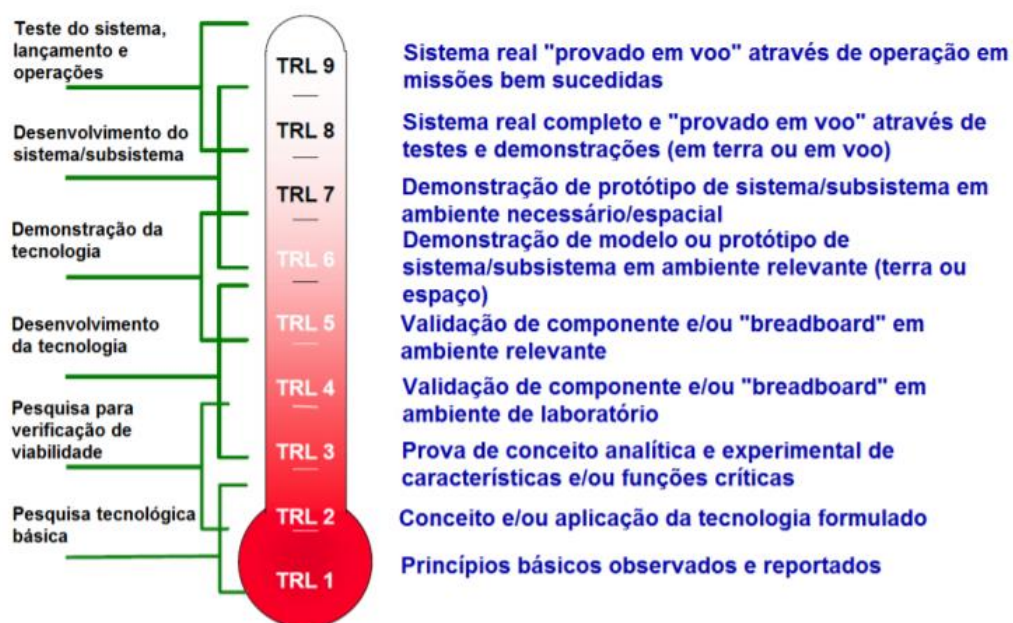 Teste do sistema,
lançamento e
operações
Desenvolvimento do
sistema/subsistema
Demonstração da
tecnologia
Desenvolvimento
da tecnologia
Pesquisa para
verificação de
viabilidade
Pesquisa tecnológica
básica
TRL 9
TRL 8
TRL 7
TRL 6
TRL 5
TRL 4
TRL 3
TRL 2
TRL 1
Sistema real "provado em voo" através de operação em
missões bem sucedidas
Sistema real completo e "provado em voo" através de
testes e demonstrações (em terra ou em voo)
Demonstração de protótipo de sistema/subsistema em
ambiente necessário/espacial
Demonstração de modelo ou protótipo de
sistema/subsistema em ambiente relevante (terra ou
espaço)
Validação de componente e/ou "breadboard" em
ambiente relevante
Validação de componente e/ou "breadboard" em
ambiente de laboratório
Prova de conceito analítica e experimental de
características e/ou funções críticas
Conceito e/ou aplicação da tecnologia formulado
Princípios básicos observados e reportados